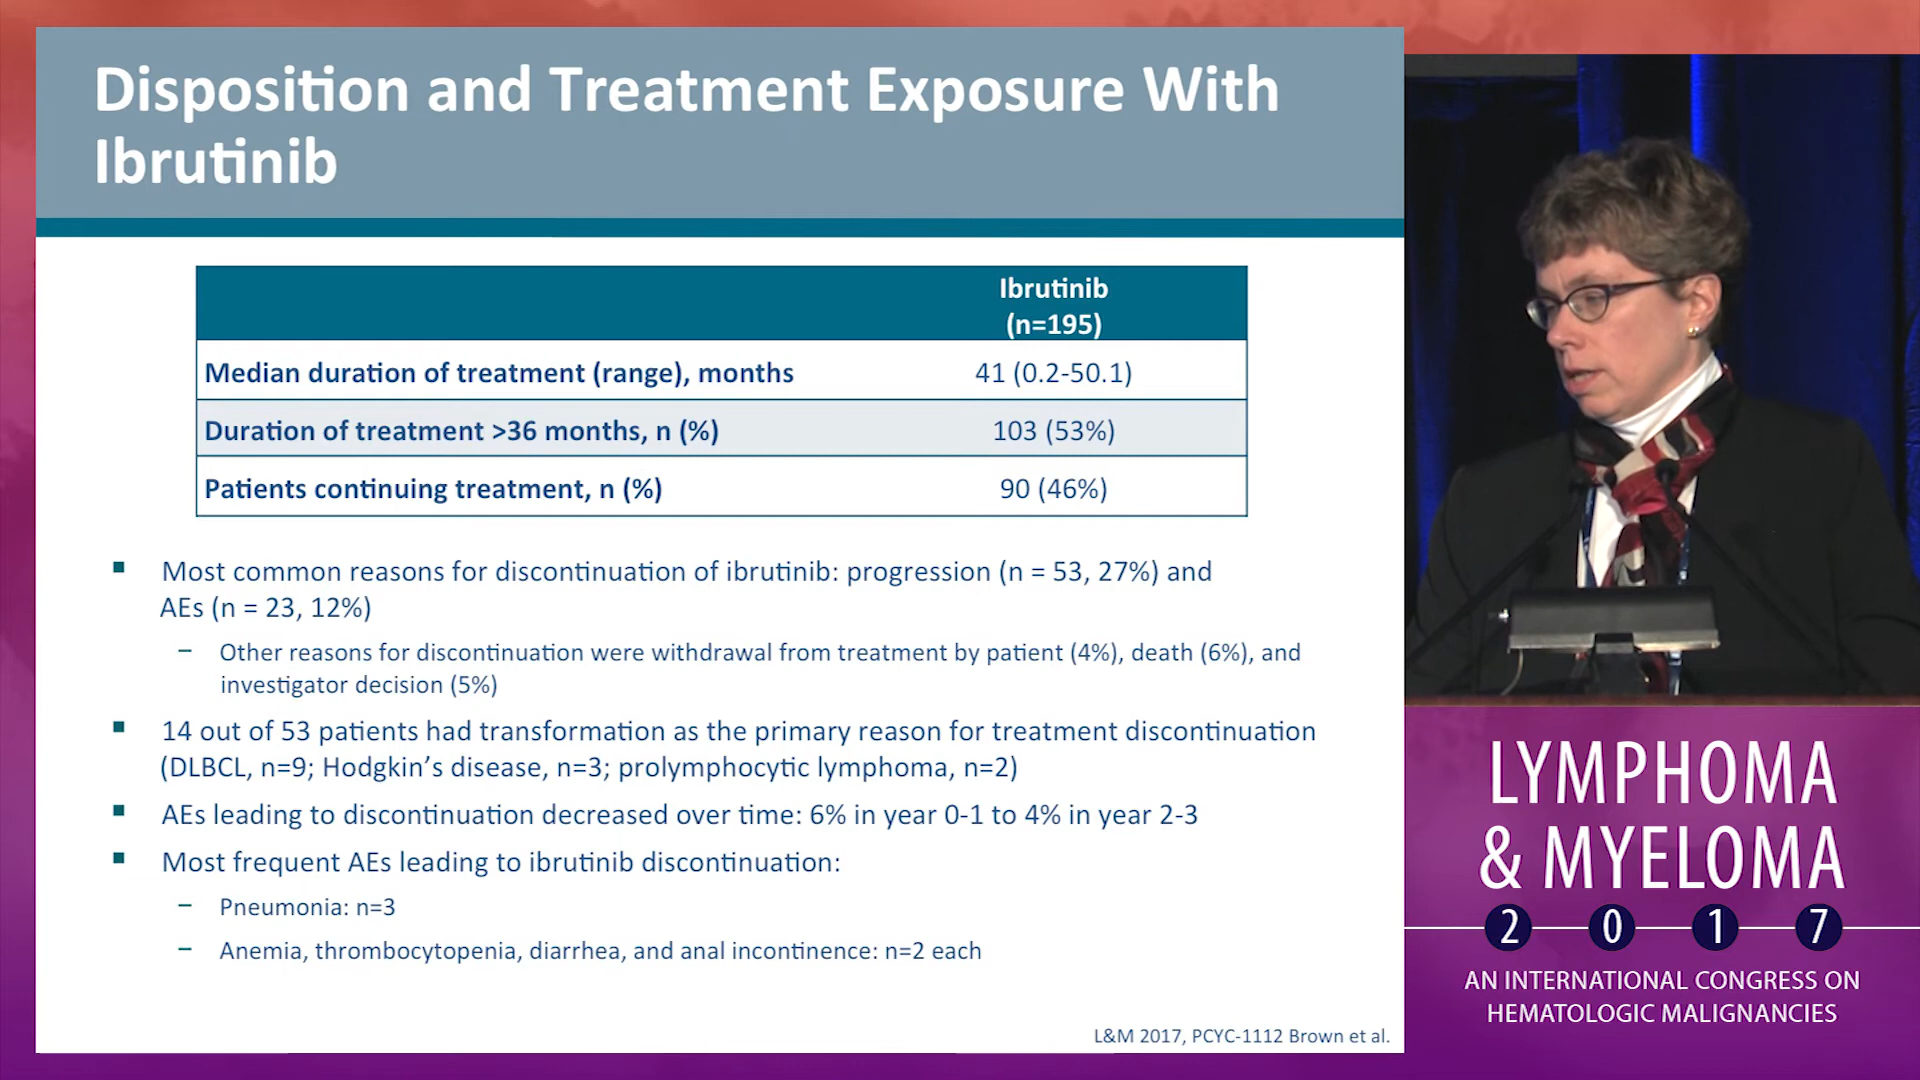 Disposition and Treatment Exposure With
Ibrutinib
Ibrutinib
(n=195)
Median duration of treatment (range), months 41 (0.2-50.1)
Duration of treatment >36 months, n (%) 103 (53%)
Patients continuing treatment, n (%) 90 (46%)
▪ Most common reasons for discontinuation of ibrutinib: progression (n = 53, 27%) and
AEs (n = 23, 12%)
– Other reasons for discontinuation were withdrawal from treatment by patient (4%), death (6%), and
investigator decision (5%)
▪ 14 out of 53 patients had transformation as the primary reason for treatment discontinuation
(DLBCL, n=9; Hodgkin's disease, n=3; prolymphocytic lymphoma, n=2)
▪ AEs leading to discontinuation decreased over time: 6% in year 0-1 to 4% in year 2-3
▪ Most frequent AEs leading to ibrutinib discontinuation:
– Pneumonia: n=3
– Anemia, thrombocytopenia, diarrhea, and anal incontinence: n=2 each
L&M 2017, PCYC-1112 Brown et al.
LYMPHOMA
& MYELOMA
2 0 1 7
AN INTERNATIONAL CONGRESS ON
HEMATOLOGIC MALIGNANCIES